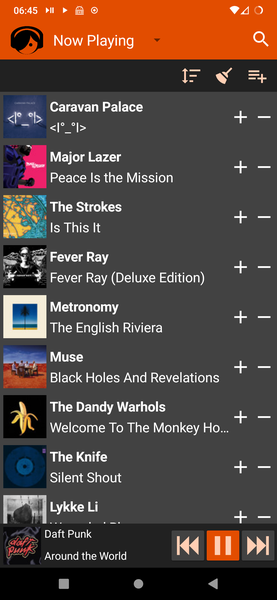 06:45
Now Playing
Caravan Palace
<|°_°|>
Major Lazer
Peace Is the Mission
The Strokes
Is This It
Fever Ray
Fever Ray (Deluxe Edition)
Metronomy
The English Riviera
Muse
Black Holes And Revelations
The Dandy Warhols
Welcome To The Monkey Ho...
The Knife
Silent Shout
Lykke Li
Daft Punk
Around the World